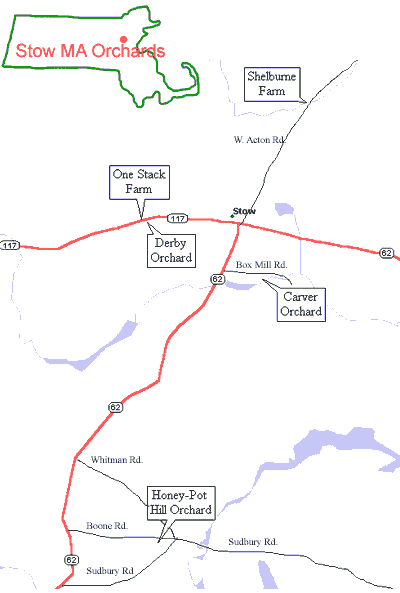 Stow MA Orchards
Shelburne
Farm
W. Acton Rd.
One Stack
Farm
117
Stow
117
Derby
Orchard
62
Box Mill Rd.
62
Carver
Orchard
62
Whitman Rd.
Honey-Pot
Hill Orchard
Boone Rd.
Sudbury Rd.
62
Sudbury Rd